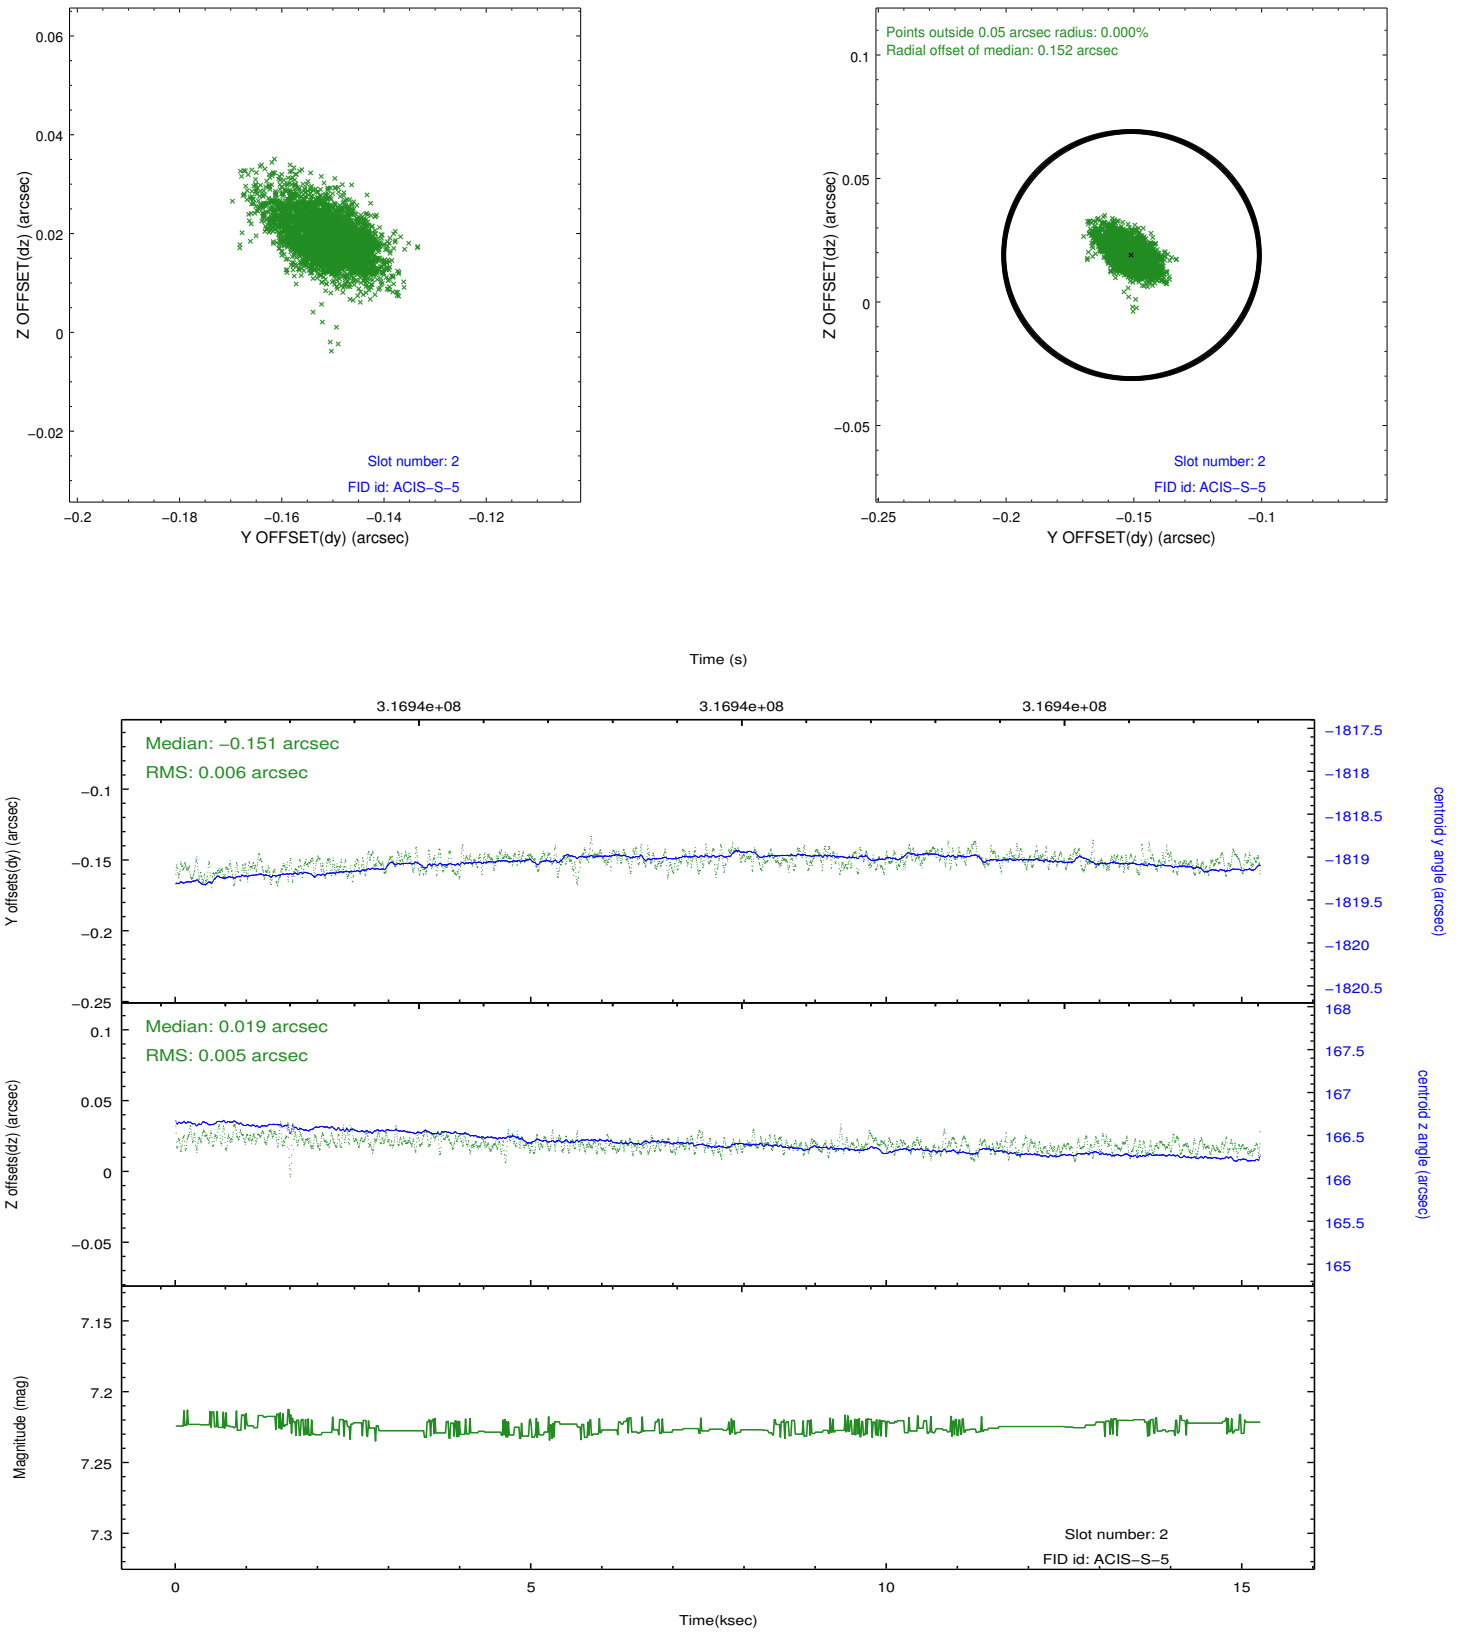 0.06
0.04
0.02
0
−0.02
Z OFFSET(dz) (arcsec)
Slot number: 2
FID id: ACIS−S−5
−0.2
−0.18
−0.16
−0.14
−0.12
Y OFFSET(dy) (arcsec)
Points outside 0.05 arcsec radius: 0.000%
Radial offset of median: 0.152 arcsec
0.1
0.05
0
−0.05
Z OFFSET(dz) (arcsec)
Slot number: 2
FID id: ACIS−S−5
−0.25
−0.2
−0.15
−0.1
Y OFFSET(dy) (arcsec)
Time (s)
3.1694e+08
3.1694e+08
3.1694e+08
Median: −0.151 arcsec
RMS: 0.006 arcsec
−0.1
−0.15
−0.2
−0.25
Y offsets(dy) (arcsec)
−1817.5
−1818
−1818.5
−1819
−1819.5
−1820
−1820.5
centroid y angle (arcsec)
Median: 0.019 arcsec
RMS: 0.005 arcsec
0.1
0.05
0
−0.05
Z offsets(dz) (arcsec)
168
167.5
167
166.5
166
165.5
165
centroid z angle (arcsec)
7.15
7.2
7.25
7.3
Magnitude (mag)
Slot number: 2
FID id: ACIS−S−5
0
5
10
15
Time(ksec)